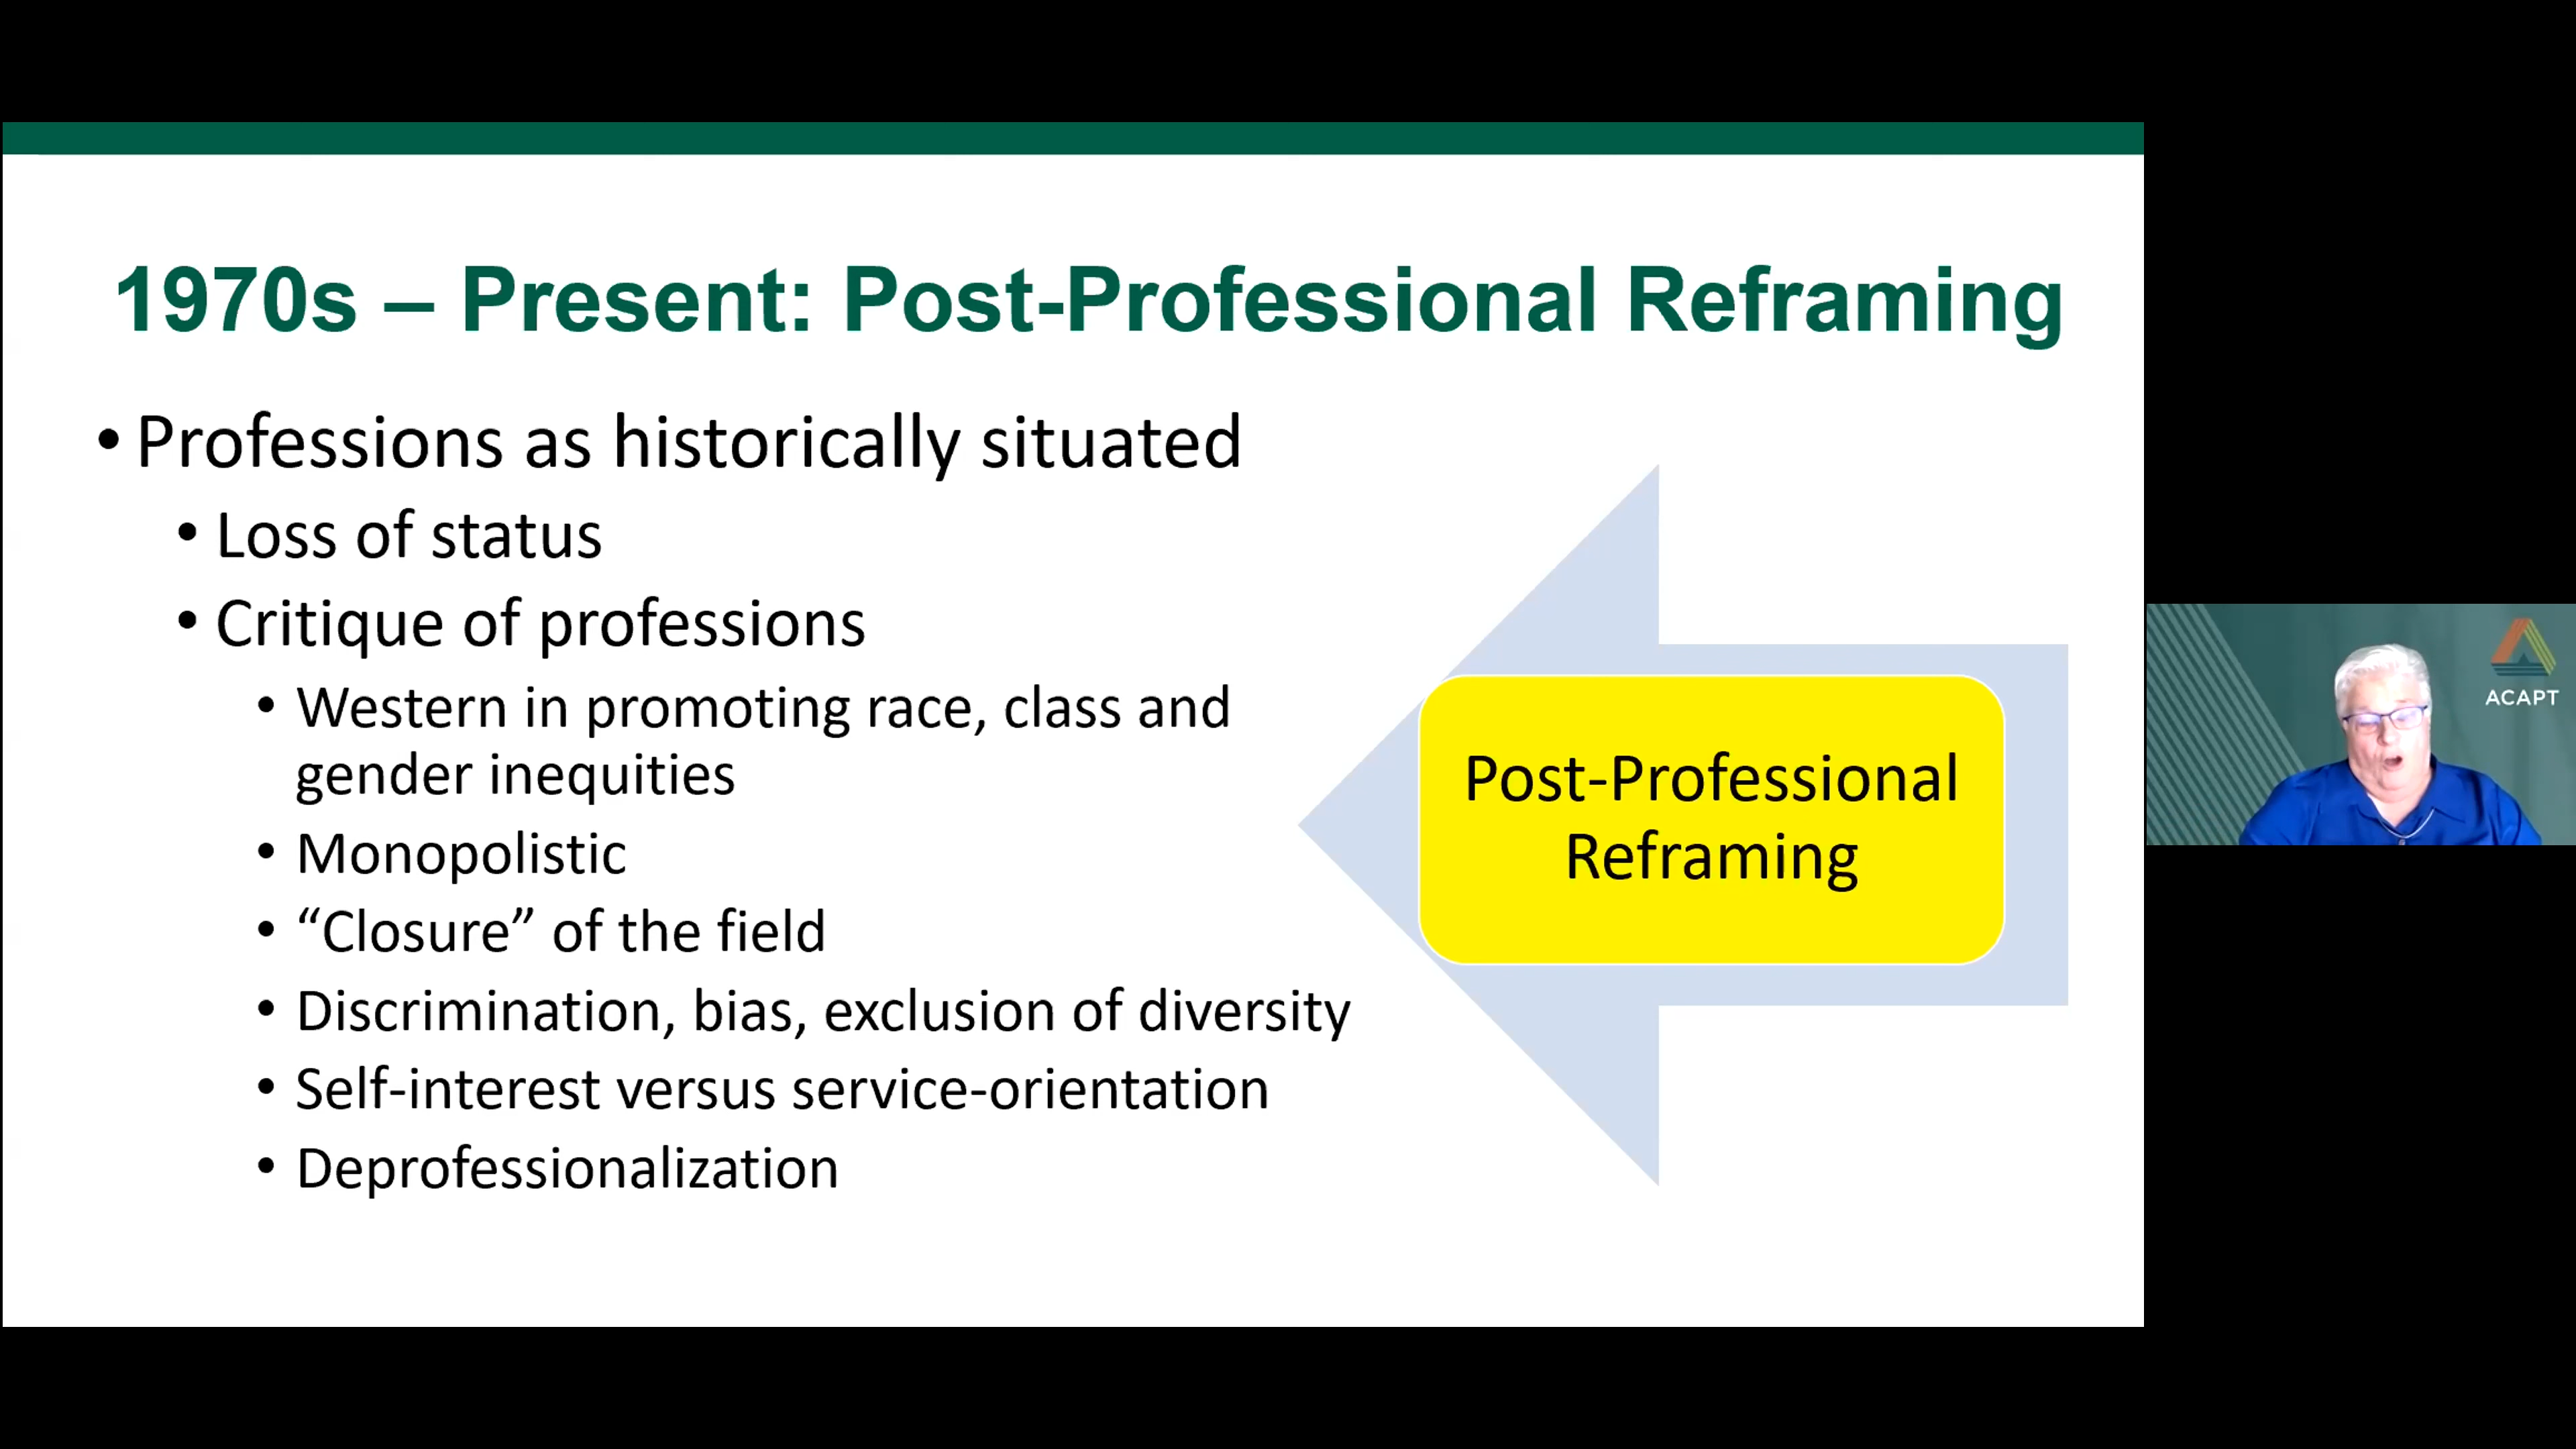 1970s – Present: Post-Professional Reframing
• Professions as historically situated
• Loss of status
• Critique of professions
• Western in promoting race, class and
gender inequities
• Monopolistic
• “Closure” of the field
• Discrimination, bias, exclusion of diversity
• Self-interest versus service-orientation
• Deprofessionalization
Post-Professional
Reframing
ACAPT